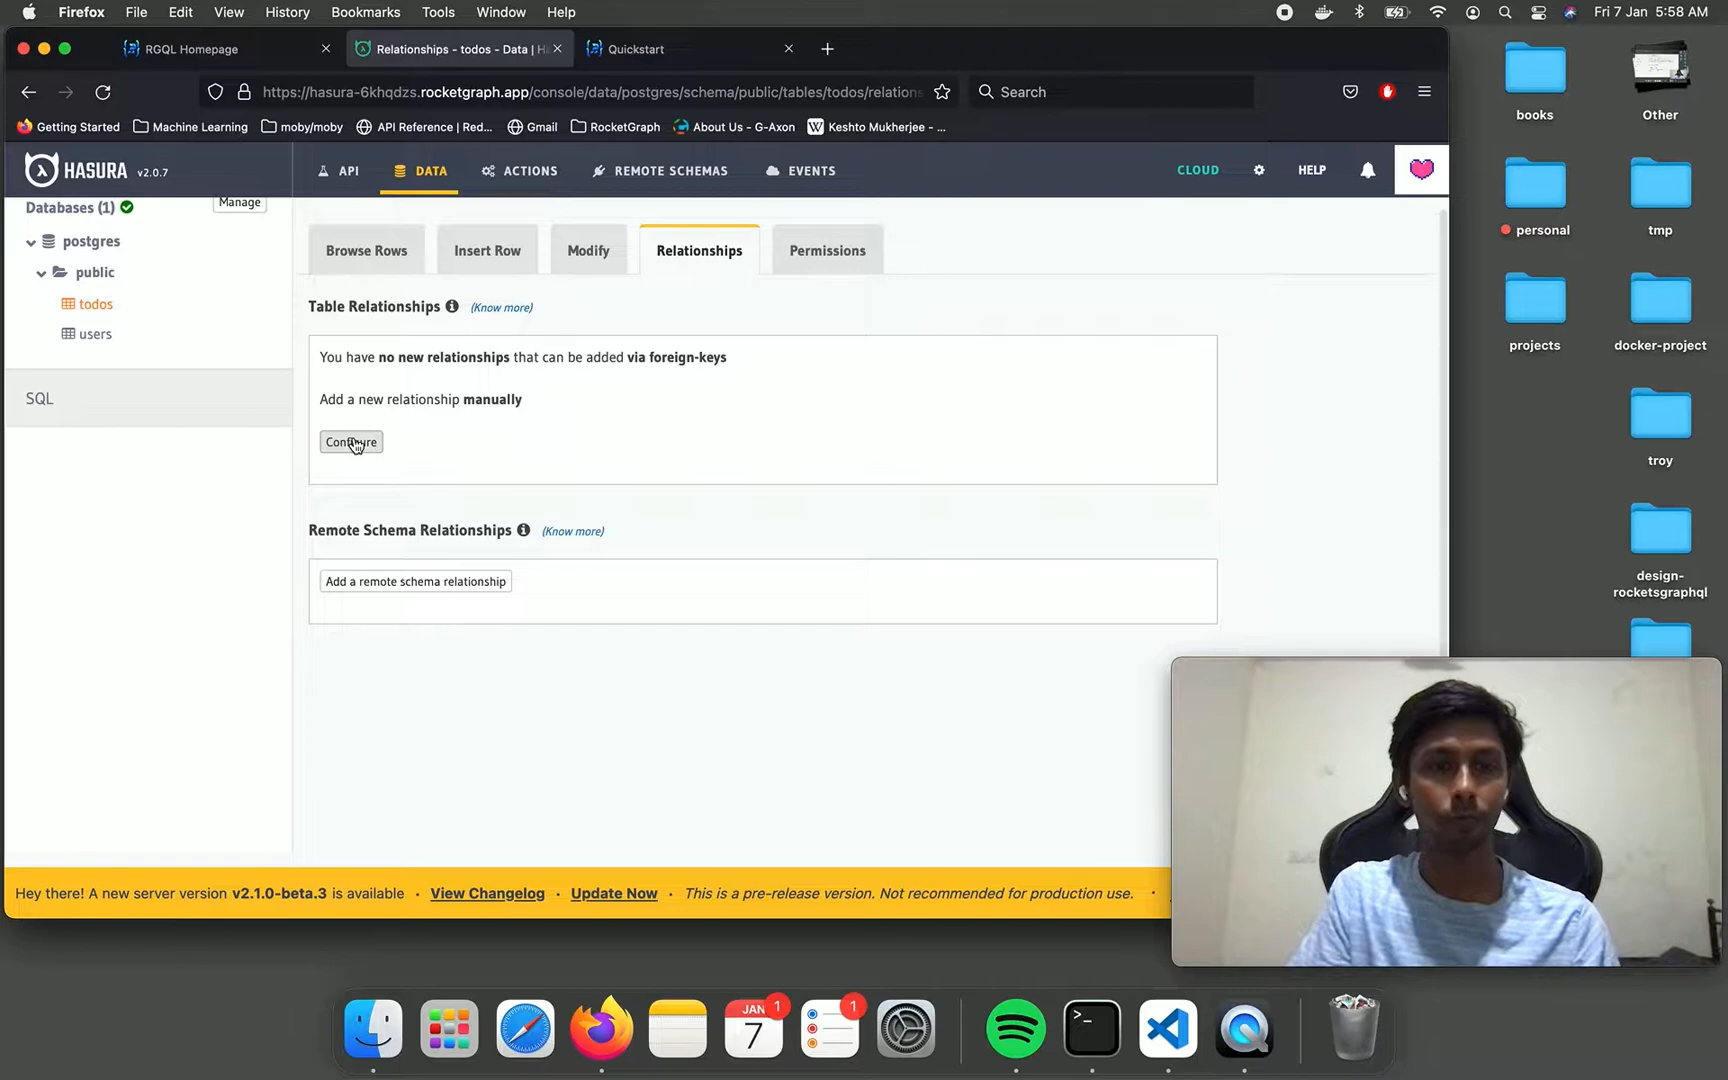 Firefox File Edit View History Bookmarks Tools Window Help Fri 7 Jan 5:58 AM
RGQL Homepage Relationships - todos - Data | Ha Quickstart
https://hasura-6khqdzs.rocketgraph.app/console/data/postgres/schema/public/tables/todos/relations Search
Getting Started Machine Learning moby/moby API Reference | Red... Gmail RocketGraph About Us - G-Axon Keshto Mukherjee - ...
HASURA v2.0.7 API DATA ACTIONS REMOTE SCHEMAS EVENTS CLOUD HELP
Databases (1) Manage
postgres
public
todos
users
SQL
Browse Rows Insert Row Modify Relationships Permissions
Table Relationships (Know more)
You have no new relationships that can be added via foreign-keys
Add a new relationship manually
Configure
Remote Schema Relationships (Know more)
Add a remote schema relationship
Hey there! A new server version v2.1.0-beta.3 is available · View Changelog · Update Now · This is a pre-release version. Not recommended for production use. ·
books
Other
personal
tmp
projects
docker-project
troy
design-
rocketsgraphql
JAN
7
1
1